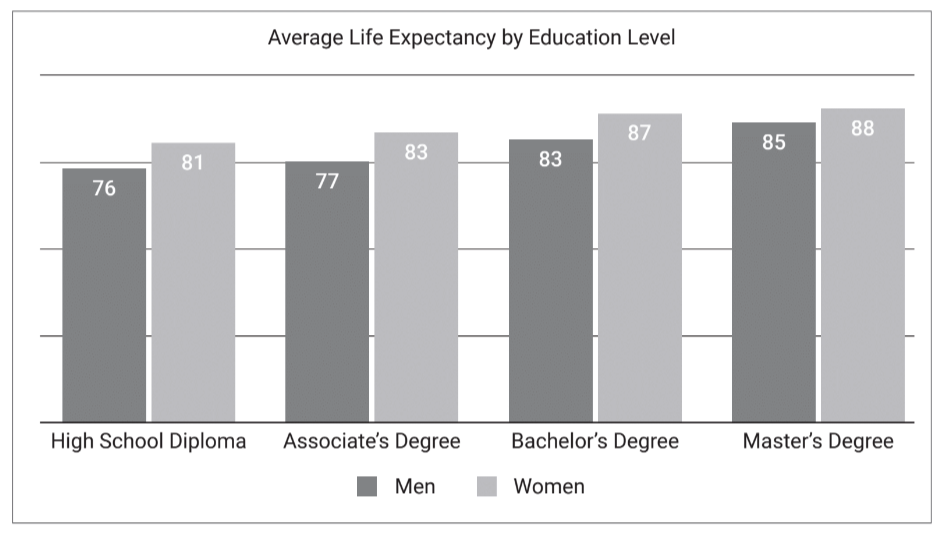 Average Life Expectancy by Education Level
76
81
77
83
83
87
85
88
High School Diploma
Associate’s Degree
Bachelor’s Degree
Master’s Degree
Men
Women